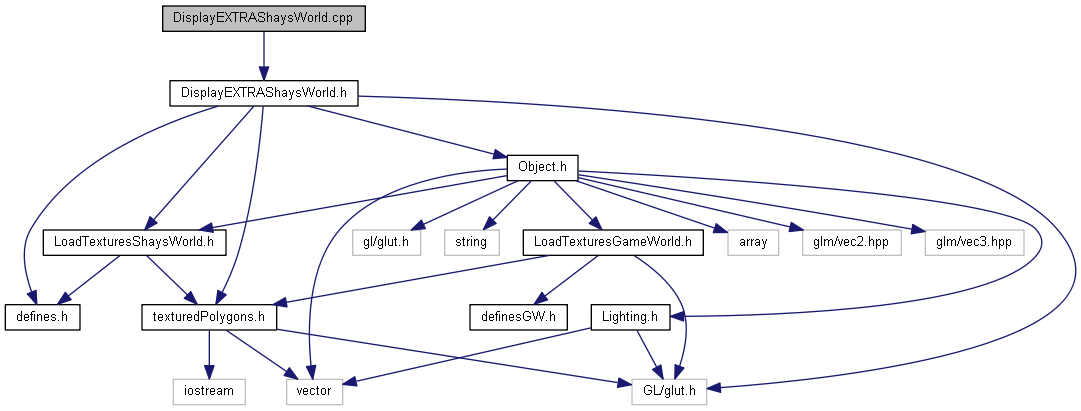 DisplayEXTRAShaysWorld.cpp
DisplayEXTRAShaysWorld.h
Object.h
LoadTexturesShaysWorld.h
gl/glut.h
string
LoadTexturesGameWorld.h
array
glm/vec2.hpp
glm/vec3.hpp
defines.h
texturedPolygons.h
definesGW.h
Lighting.h
iostream
vector
GL/glut.h